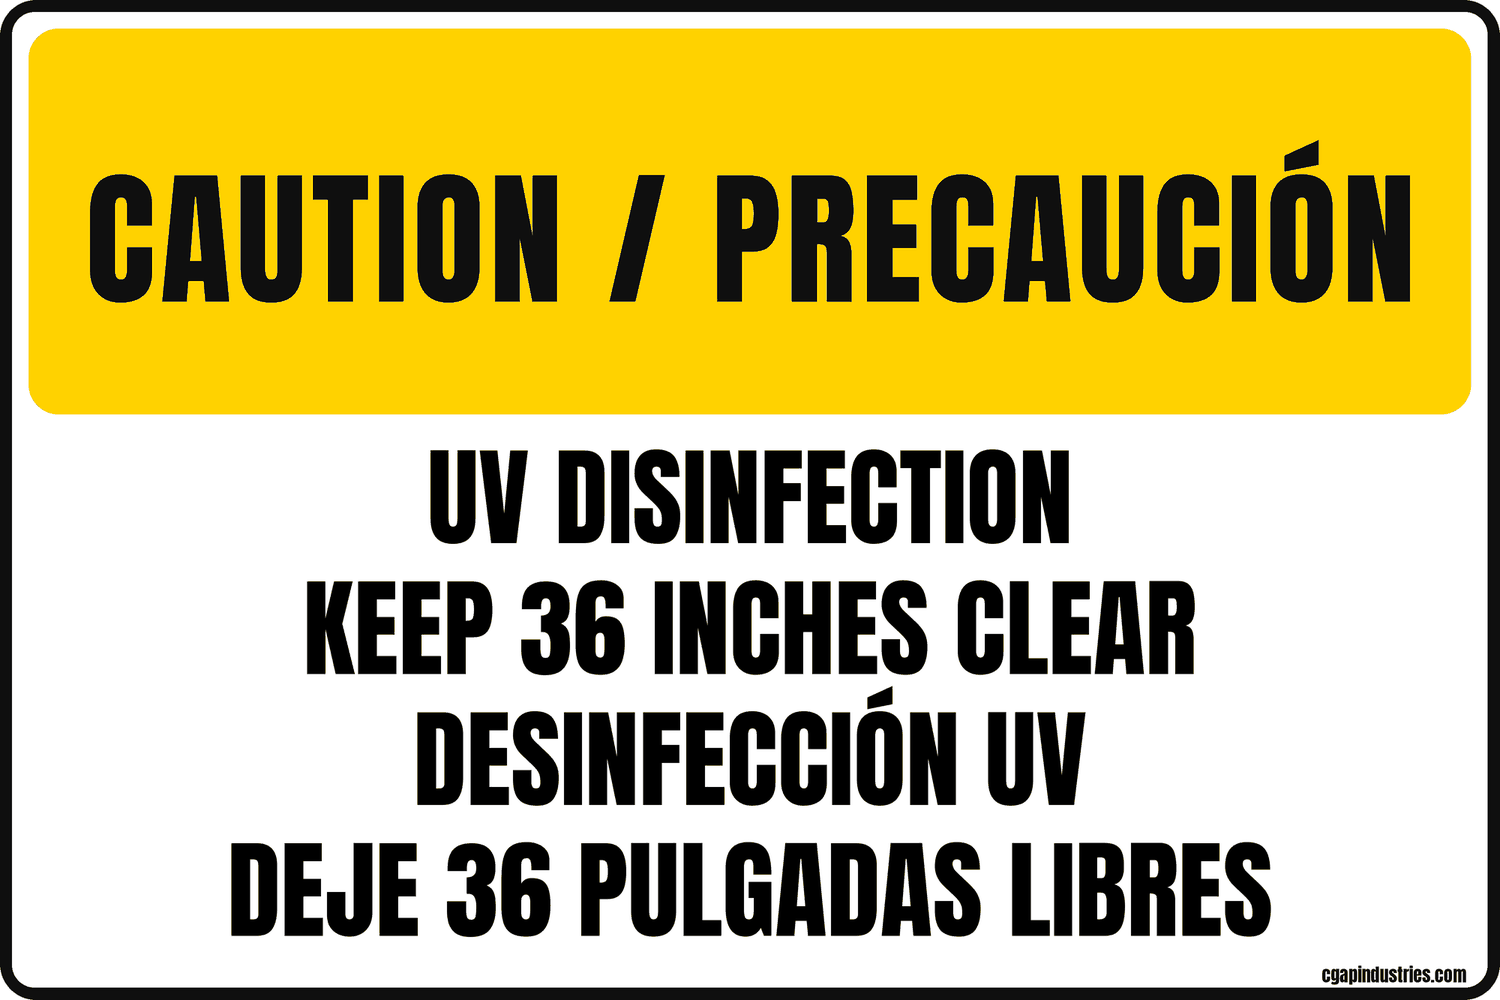 CAUTION / PRECAUCIÓN
UV DISINFECTION
KEEP 36 INCHES CLEAR
DESINFECCIÓN UV
DEJE 36 PULGADAS LIBRES
cgapindustries.com